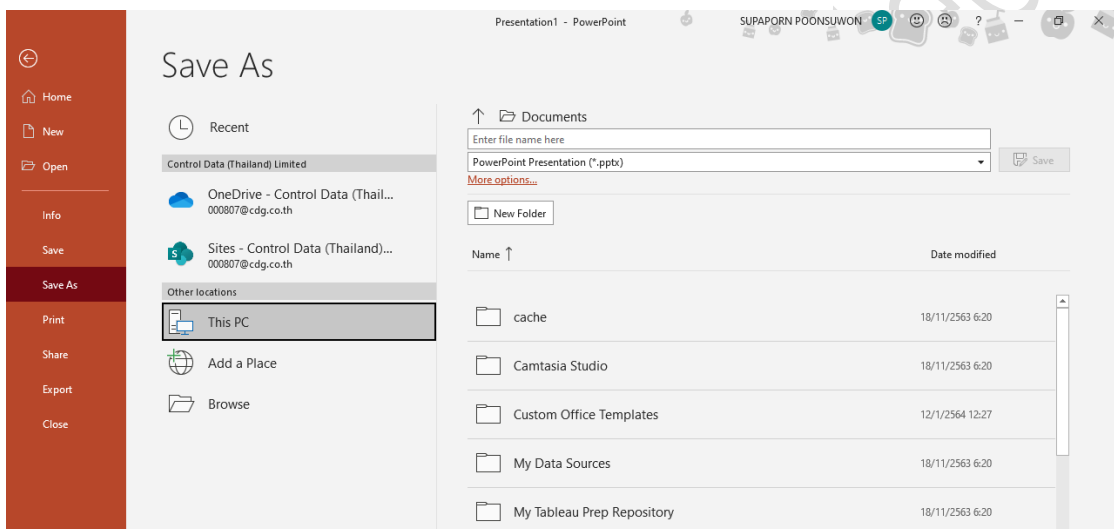 Presentation1 - PowerPoint
SUPAPORN POONSUWON
SP
?
Save As
Home
New
Open
Info
Save
Save As
Print
Share
Export
Close
Recent
Control Data (Thailand) Limited
OneDrive - Control Data (Thail...
000807@cdg.co.th
S
Sites - Control Data (Thailand)...
000807@cdg.co.th
Other locations
This PC
Add a Place
Browse
Documents
Enter file name here
PowerPoint Presentation (*.pptx)
Save
More options...
New Folder
Name ↑ Date modified
cache 18/11/2563 6:20
Camtasia Studio 18/11/2563 6:20
Custom Office Templates 12/1/2564 12:27
My Data Sources 18/11/2563 6:20
My Tableau Prep Repository 18/11/2563 6:20